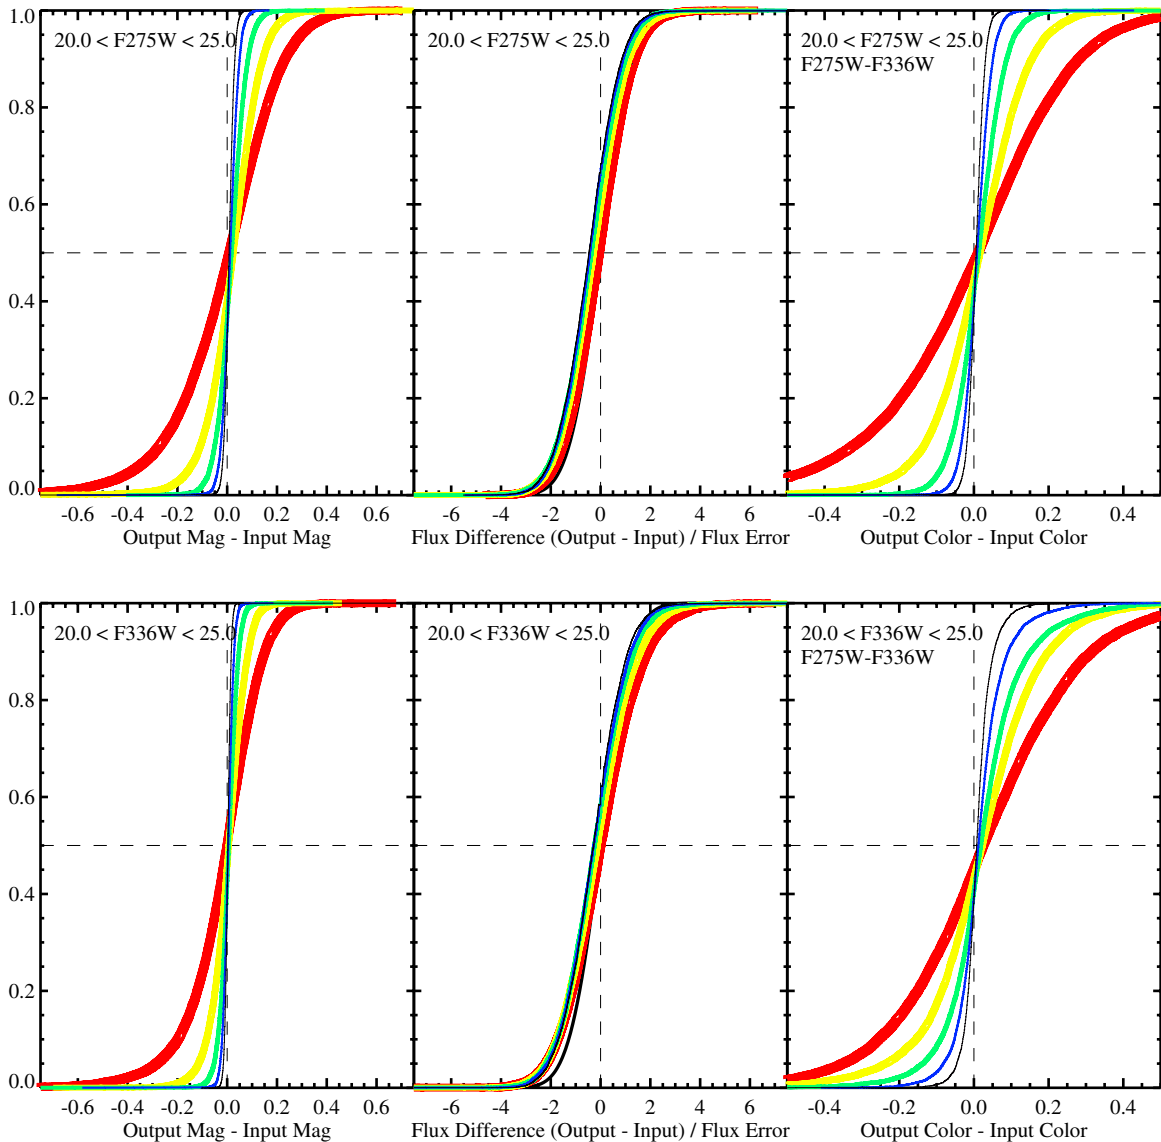 20.0 < F275W < 25.0
20.0 < F275W < 25.0
20.0 < F275W < 25.0
F275W-F336W
1.0
0.8
0.6
0.4
0.2
0.0
-0.6 -0.4 -0.2 0.0 0.2 0.4 0.6
-6 -4 -2 0 2 4 6
-0.4 -0.2 0.0 0.2 0.4
Output Mag - Input Mag
Flux Difference (Output - Input) / Flux Error
Output Color - Input Color
20.0 < F336W < 25.0
20.0 < F336W < 25.0
20.0 < F336W < 25.0
F275W-F336W
1.0
0.8
0.6
0.4
0.2
0.0
-0.6 -0.4 -0.2 0.0 0.2 0.4 0.6
-6 -4 -2 0 2 4 6
-0.4 -0.2 0.0 0.2 0.4
Output Mag - Input Mag
Flux Difference (Output - Input) / Flux Error
Output Color - Input Color